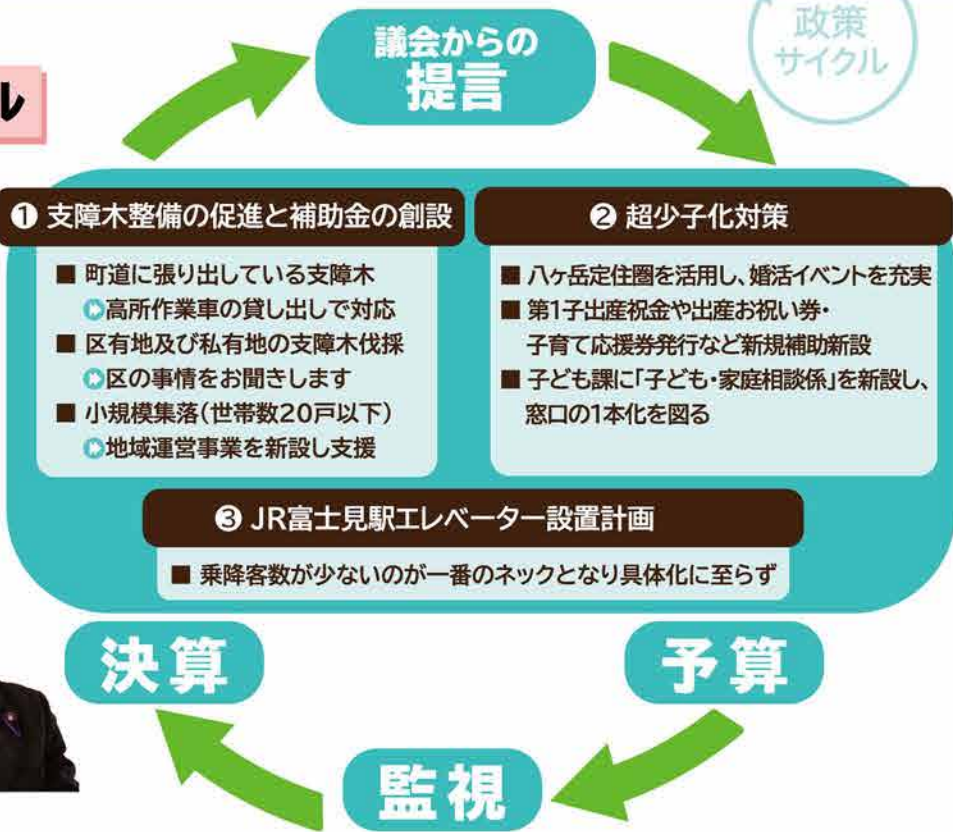 政策
サイクル
ル
議会からの
提言
❶ 支障木整備の促進と補助金の創設
■ 町道に張り出している支障木
高所作業車の貸し出しで対応
■ 区有地及び私有地の支障木伐採
区の事情をお聞きします
■ 小規模集落(世帯数20戸以下)
地域運営事業を新設し支援
❷ 超少子化対策
■ 八ヶ岳定住圏を活用し、婚活イベントを充実
■ 第1子出産祝金や出産お祝い券・
子育て応援券発行など新規補助新設
■ 子ども課に「子ども・家庭相談係」を新設し、
窓口の1本化を図る
❸ JR富士見駅エレベーター設置計画
■ 乗降客数が少ないのが一番のネックとなり具体化に至らず
決算
予算
監視